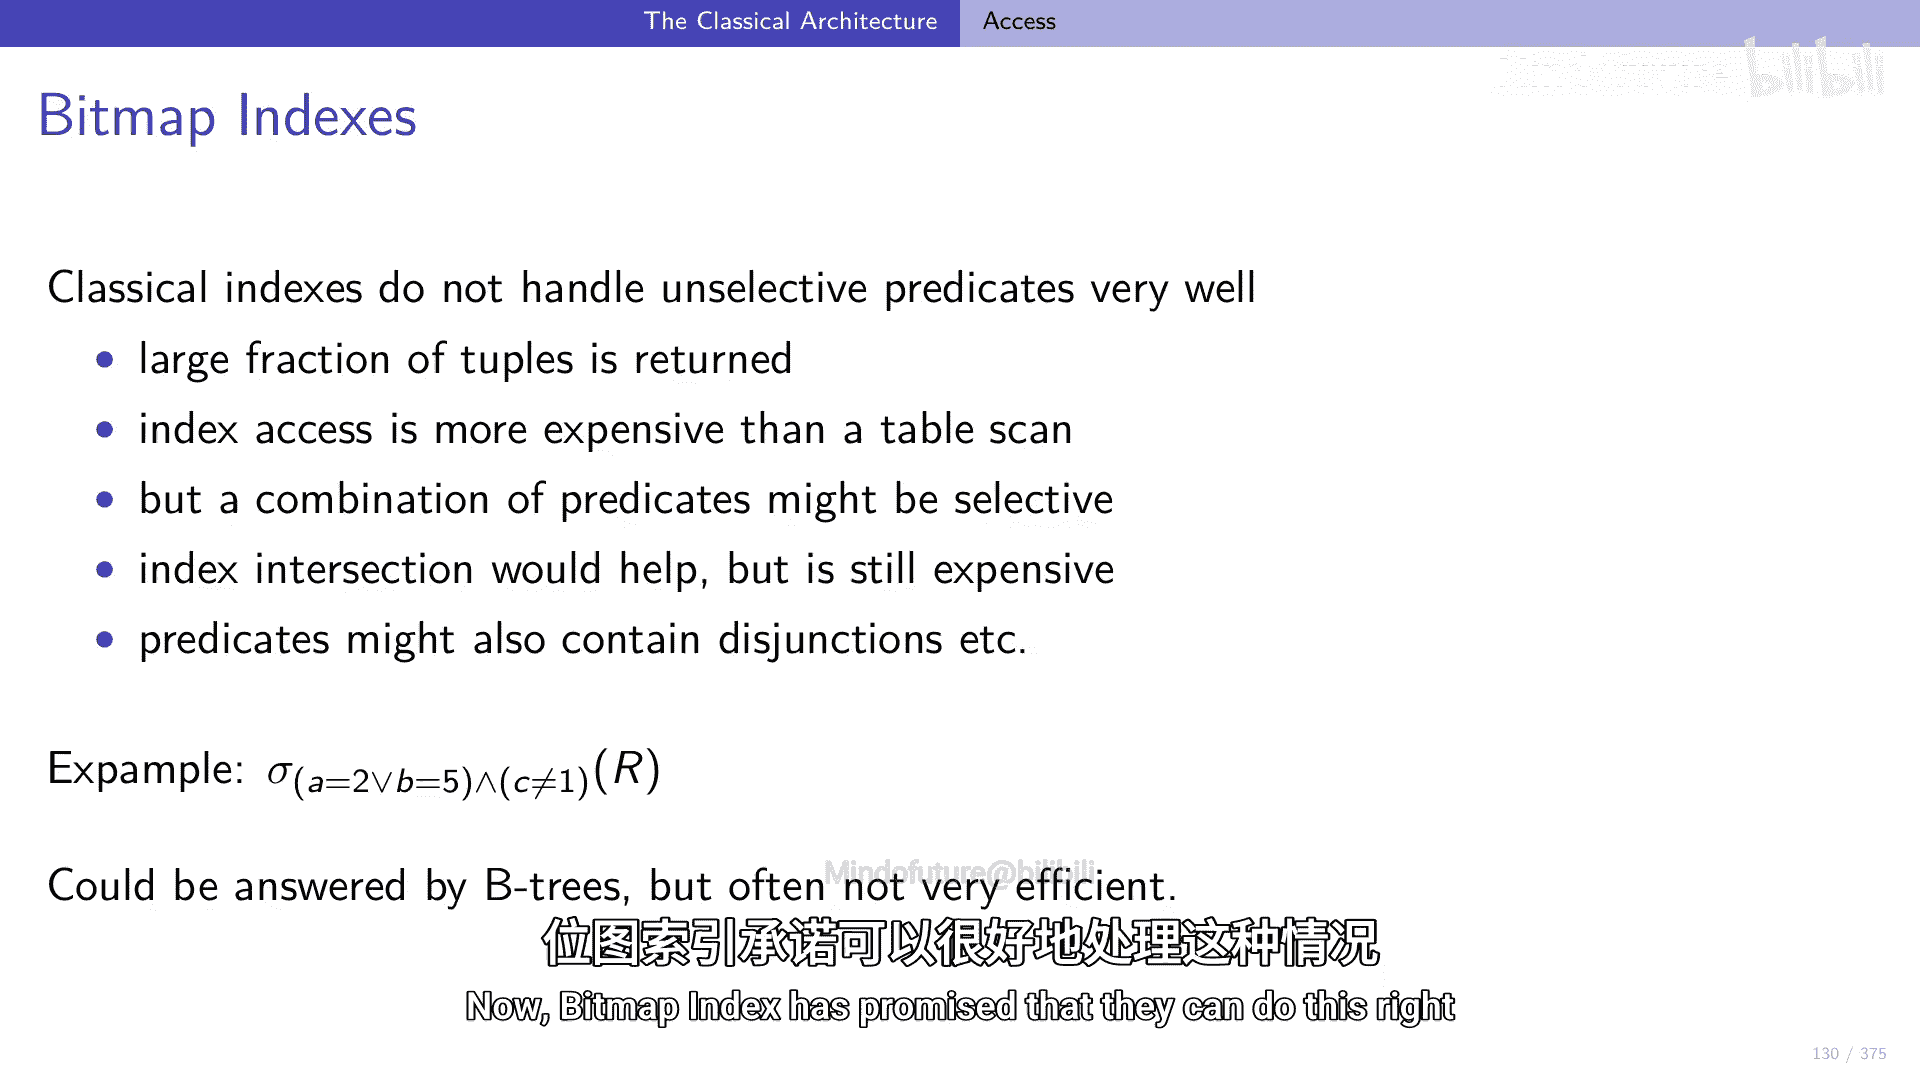 The Classical Architecture Access
bilibili
Bitmap Indexes
Classical indexes do not handle unselective predicates very well
• large fraction of tuples is returned
• index access is more expensive than a table scan
• but a combination of predicates might be selective
• index intersection would help, but is still expensive
• predicates might also contain disjunctions etc.
Expample: σ(a=2∨b=5)∧(c≠1)(R)
Mindofuture@bilibili
Could be answered by B-trees, but often not very efficient.
位图索引承诺可以很好地处理这种情况
Now, Bitmap Index has promised that they can do this right
130 / 375